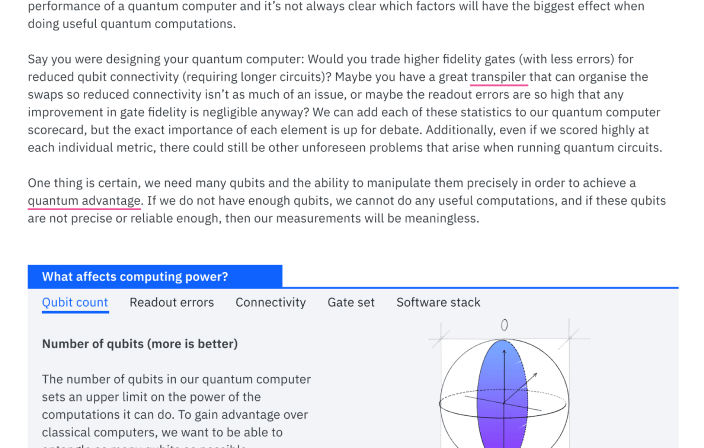 performance of a quantum computer and it's not always clear which factors will have the biggest effect when
doing useful quantum computations.
Say you were designing your quantum computer: Would you trade higher fidelity gates (with less errors) for
reduced qubit connectivity (requiring longer circuits)? Maybe you have a great transpiler that can organise the
swaps so reduced connectivity isn't as much of an issue, or maybe the readout errors are so high that any
improvement in gate fidelity is negligible anyway? We can add each of these statistics to our quantum computer
scorecard, but the exact importance of each element is up for debate. Additionally, even if we scored highly at
each individual metric, there could still be other unforeseen problems that arise when running quantum circuits.
One thing is certain, we need many qubits and the ability to manipulate them precisely in order to achieve a
quantum advantage. If we do not have enough qubits, we cannot do any useful computations, and if these qubits
are not precise or reliable enough, then our measurements will be meaningless.
What affects computing power?
Qubit count Readout errors Connectivity Gate set Software stack
Number of qubits (more is better)
0
The number of qubits in our quantum computer
sets an upper limit on the power of the
computations it can do. To gain advantage over
classical computers, we want to be able to